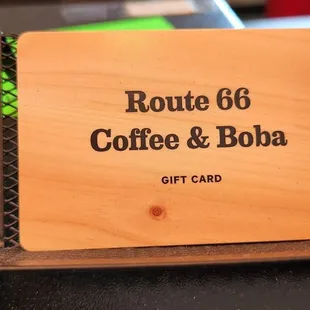 Route 66
Coffee & Boba
GIFT CARD